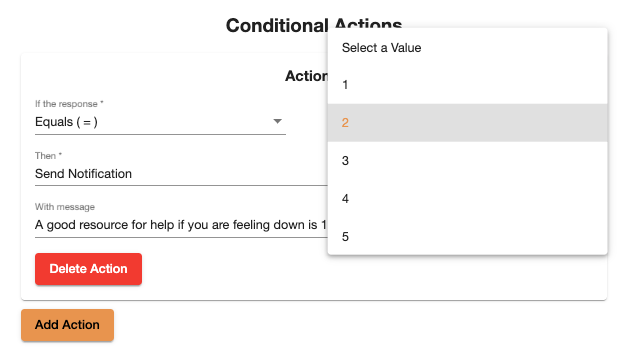 Conditional Actions
Action
If the response *
Equals ( = )
Then *
Send Notification
With message
A good resource for help if you are feeling down is 1
Delete Action
Add Action
Select a Value
1
2
3
4
5